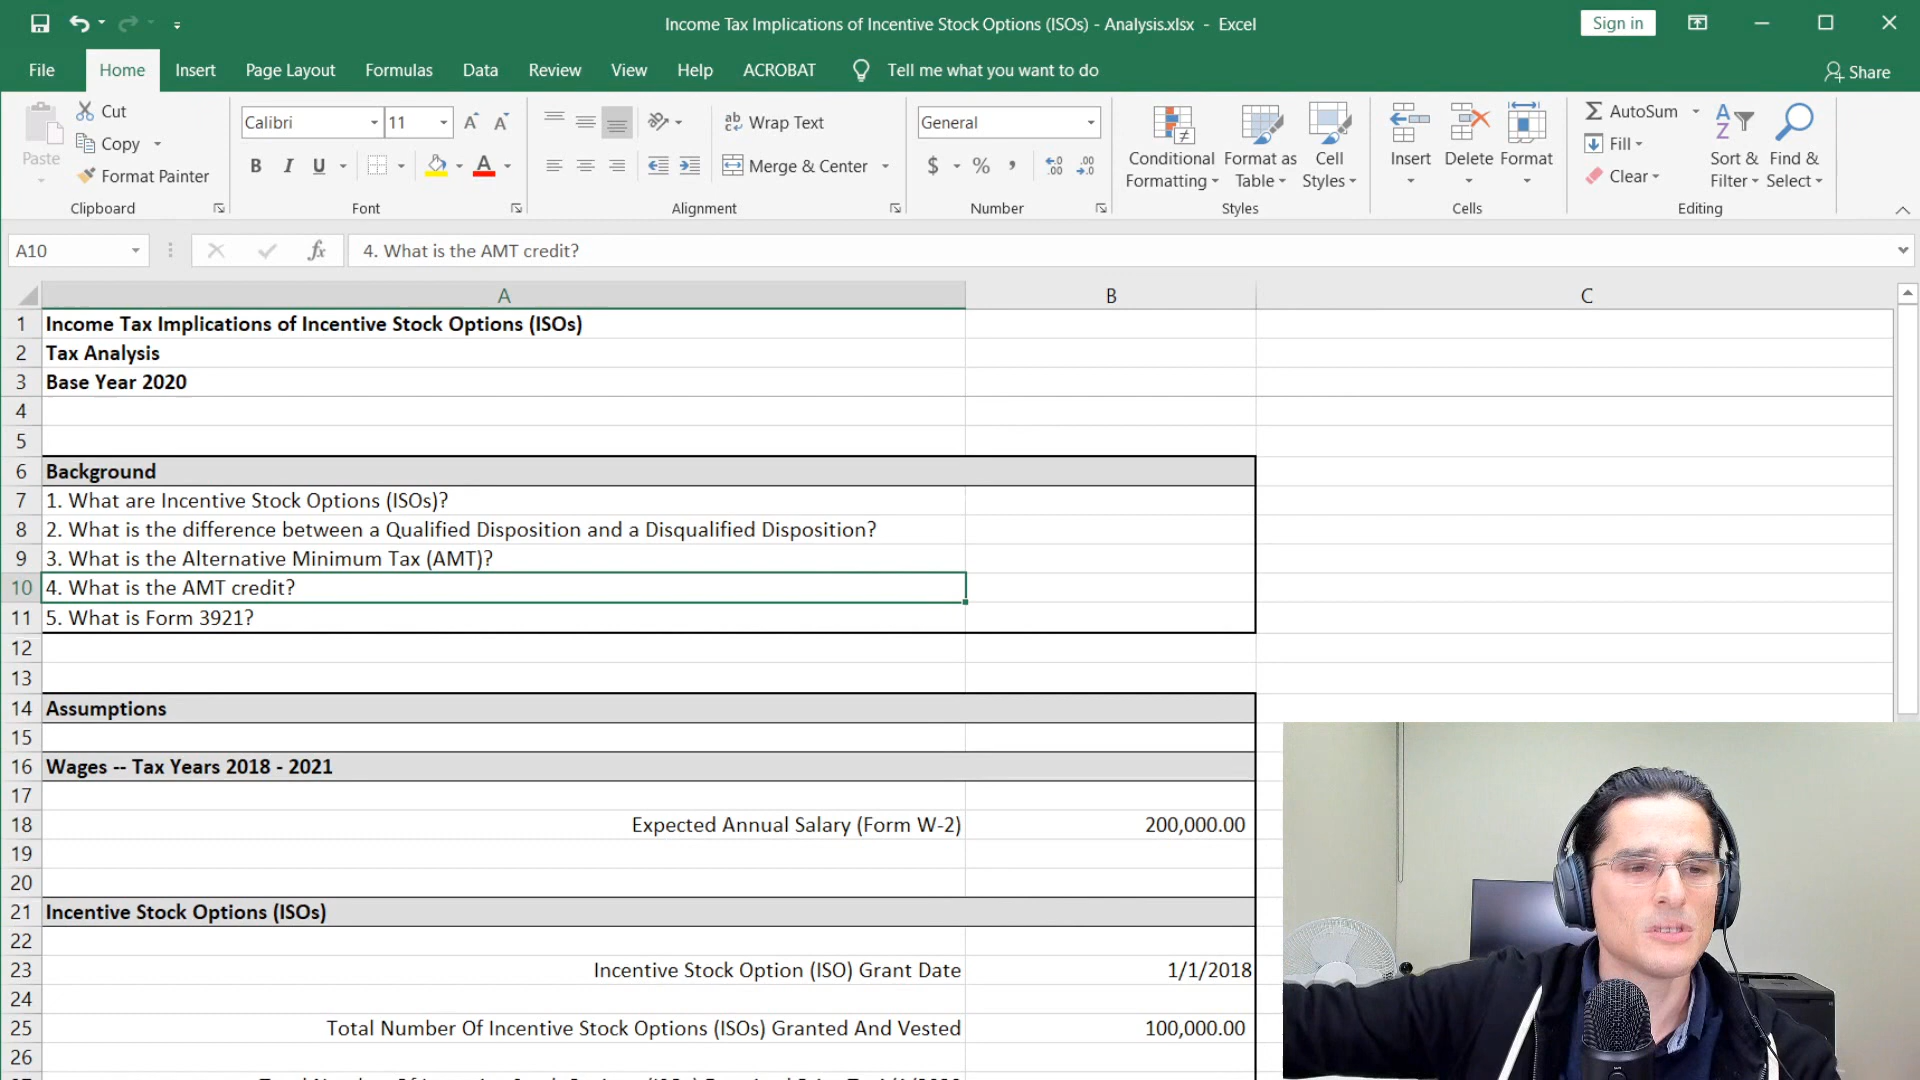 Income Tax Implications of Incentive Stock Options (ISOs) - Analysis.xlsx - Excel
Sign in
File Home Insert Page Layout Formulas Data Review View Help ACROBAT Tell me what you want to do
Share
Paste
Cut
Copy
Format Painter
Clipboard
Calibri 11
B I U A
Font
ab Wrap Text
Merge & Center
Alignment
General
$ % , .00
Number
Conditional Formatting
Format as Table
Cell Styles
Styles
Insert Delete Format
Cells
AutoSum
Fill
Clear
Sort & Filter
Find & Select
Editing
A10 fx 4. What is the AMT credit?
A B C
1 Income Tax Implications of Incentive Stock Options (ISOs)
2 Tax Analysis
3 Base Year 2020
4
5
6 Background
7 1. What are Incentive Stock Options (ISOs)?
8 2. What is the difference between a Qualified Disposition and a Disqualified Disposition?
9 3. What is the Alternative Minimum Tax (AMT)?
10 4. What is the AMT credit?
11 5. What is Form 3921?
12
13
14 Assumptions
15
16 Wages -- Tax Years 2018 - 2021
17
18 Expected Annual Salary (Form W-2) 200,000.00
19
20
21 Incentive Stock Options (ISOs)
22
23 Incentive Stock Option (ISO) Grant Date 1/1/2018
24
25 Total Number Of Incentive Stock Options (ISOs) Granted And Vested 100,000.00
26